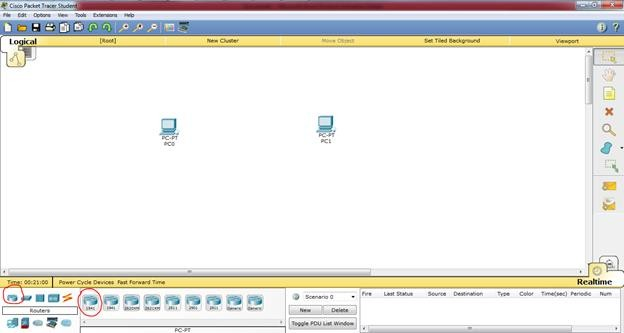 Cisco Packet Tracer Student
File Edit Options View Tools Extensions Help
Logical [Root] New Cluster Move Object Set Tiled Background Viewport
PC-PT
PC0
PC-PT
PC1
Time: 00:21:00 Power Cycle Devices Fast Forward Time Realtime
Routers
1841 1941 2620XM 2621XM 2811 2901 2911 Generic Generic
PC-PT
Scenario 0
New Delete
Toggle PDU List Window
Fire Last Status Source Destination Type Color Time(sec) Periodic Num